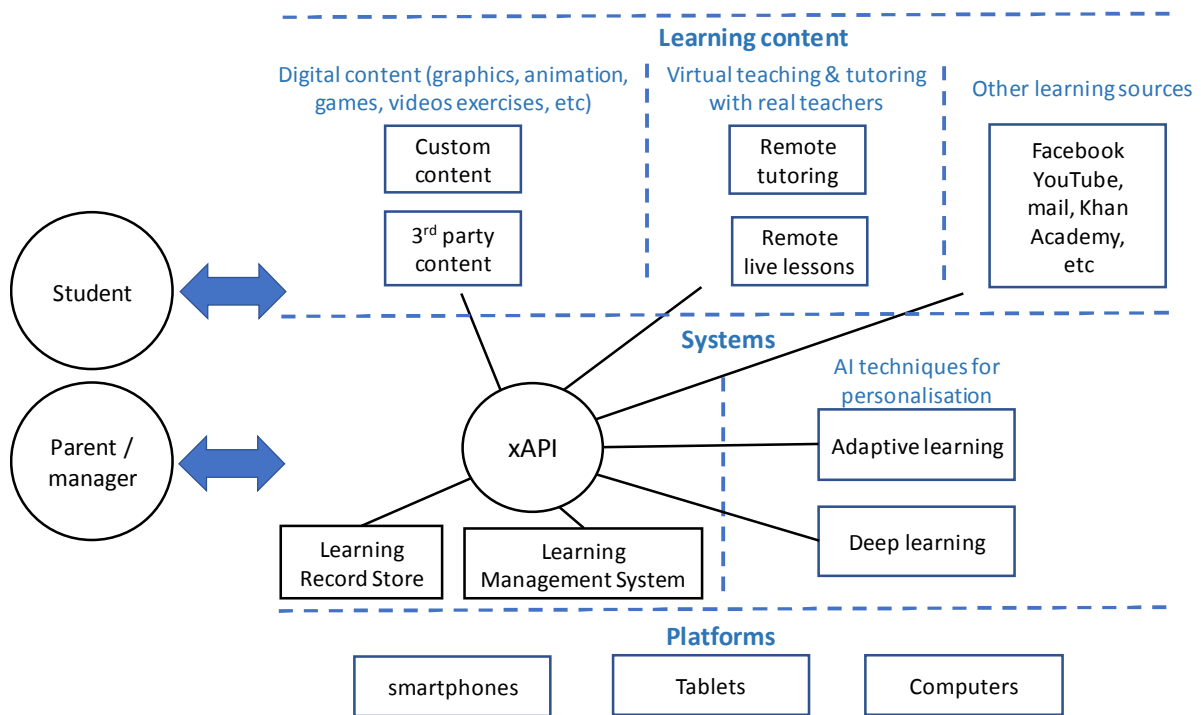 Learning content
Digital content (graphics, animation,
games, videos exercises, etc)
Virtual teaching & tutoring
with real teachers
Other learning sources
Custom
content
3rd party
content
Remote
tutoring
Remote
live lessons
Facebook
YouTube,
mail, Khan
Academy,
etc
Student
Parent /
manager
Systems
AI techniques for
personalisation
xAPI
Adaptive learning
Deep learning
Learning
Record Store
Learning
Management System
Platforms
smartphones
Tablets
Computers